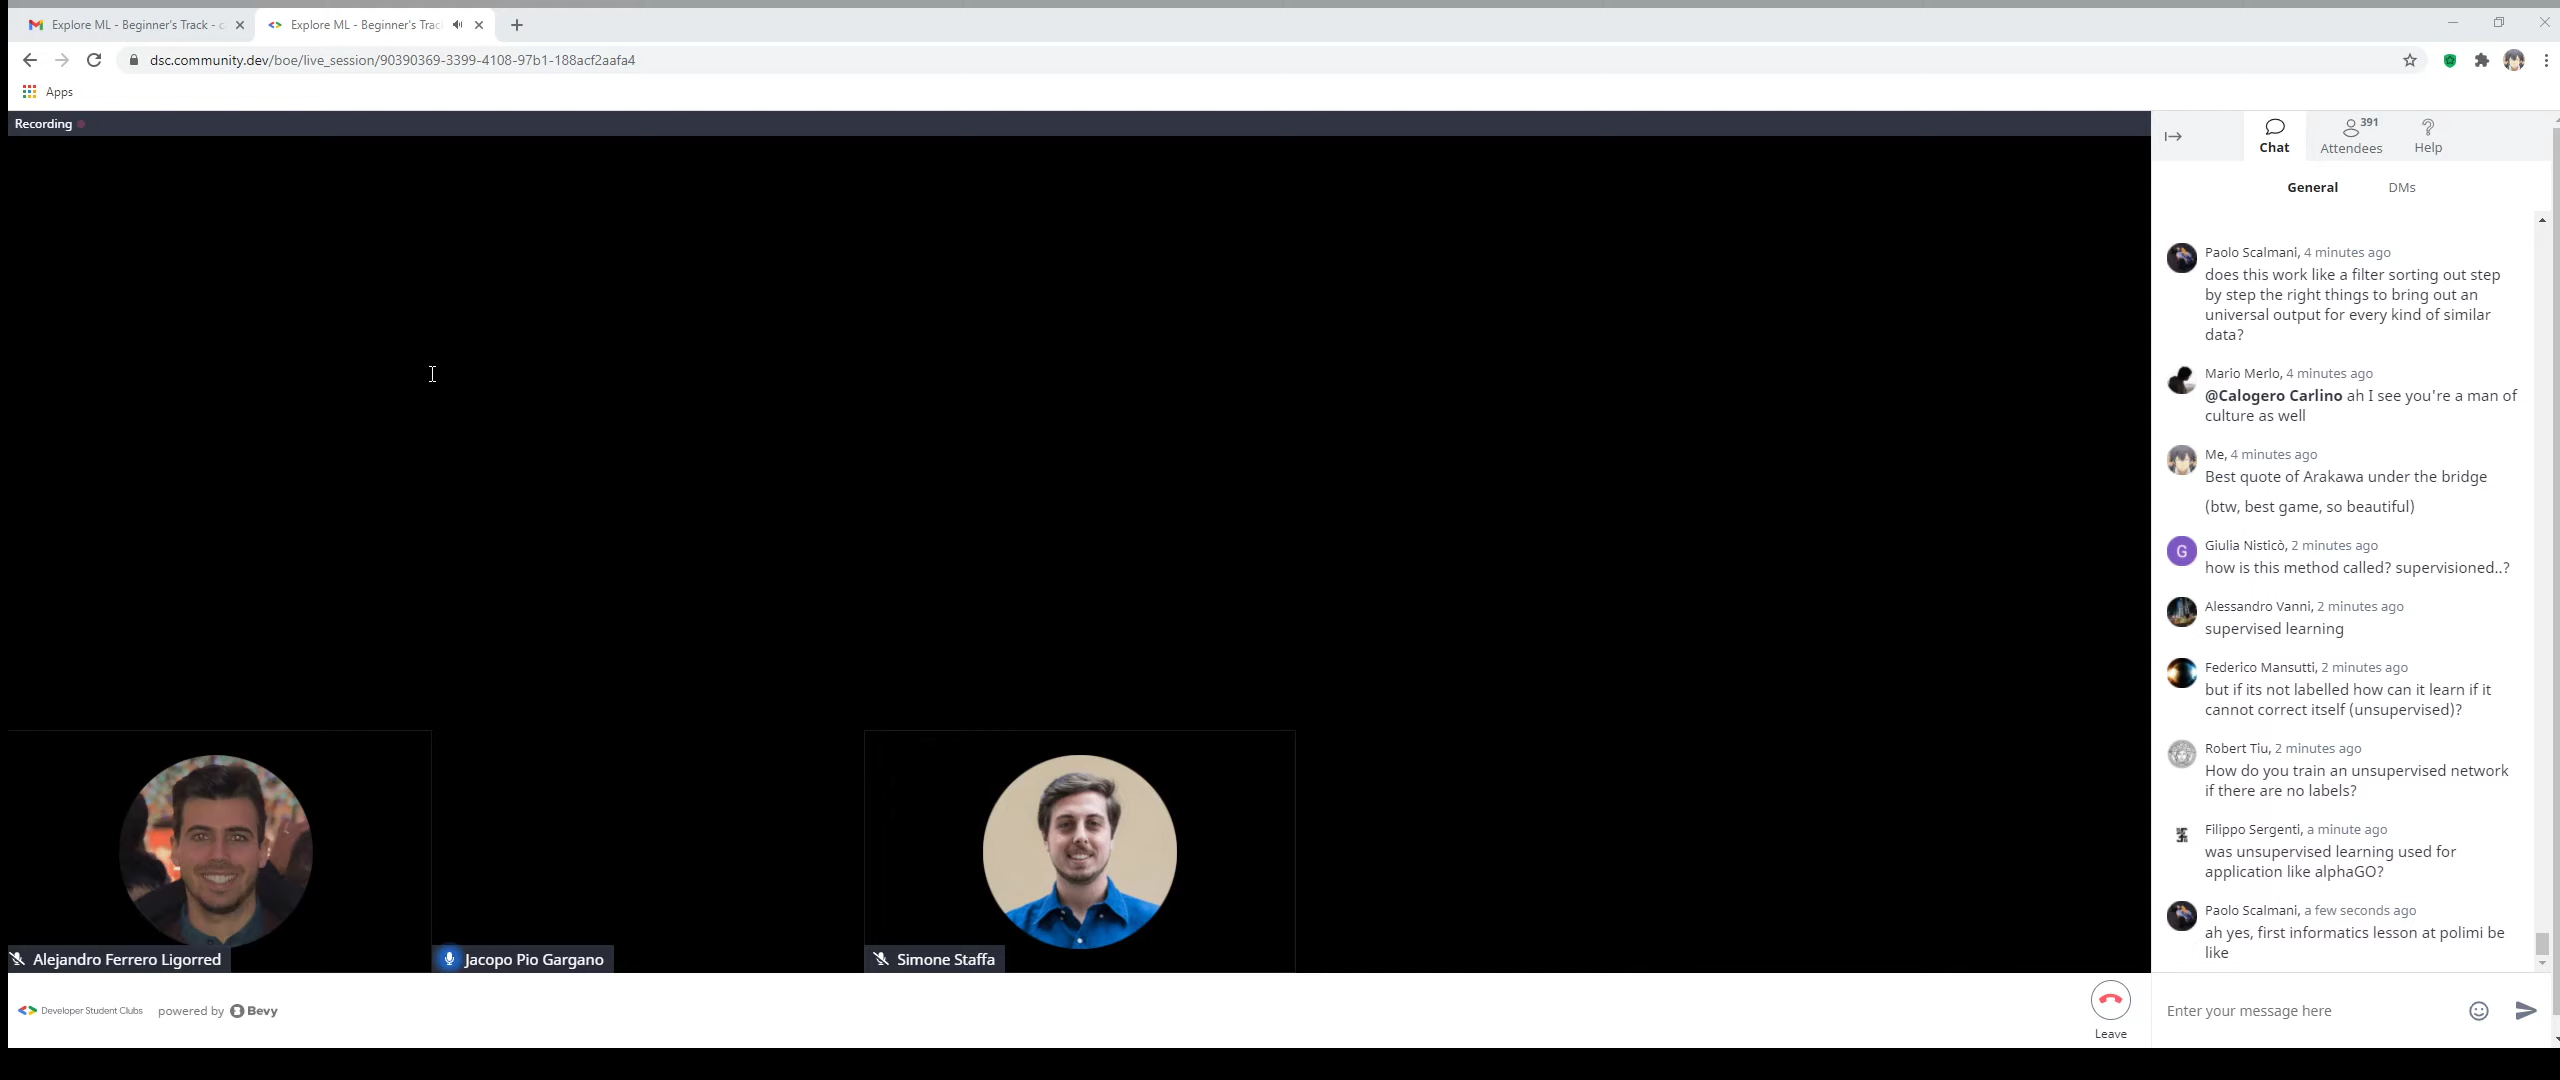 Explore ML - Beginner's Track - c
Explore ML - Beginner's Trac
dsc.community.dev/boe/live_session/90390369-3399-4108-97b1-188acf2aafa4
Apps
Recording
Chat
391
Attendees
Help
General
DMs
Paolo Scalmani, 4 minutes ago
does this work like a filter sorting out step
by step the right things to bring out an
universal output for every kind of similar
data?
Mario Merlo, 4 minutes ago
@Calogero Carlino ah I see you're a man of
culture as well
Me, 4 minutes ago
Best quote of Arakawa under the bridge
(btw, best game, so beautiful)
G
Giulia Nisticò, 2 minutes ago
how is this method called? supervisioned..?
Alessandro Vanni, 2 minutes ago
supervised learning
Federico Mansutti, 2 minutes ago
but if its not labelled how can it learn if it
cannot correct itself (unsupervised)?
Robert Tiu, 2 minutes ago
How do you train an unsupervised network
if there are no labels?
Filippo Sergenti, a minute ago
was unsupervised learning used for
application like alphaGO?
Paolo Scalmani, a few seconds ago
ah yes, first informatics lesson at polimi be
like
Alejandro Ferrero Ligorred
Jacopo Pio Gargano
Simone Staffa
Developer Student Clubs
powered by Bevy
Leave
Enter your message here